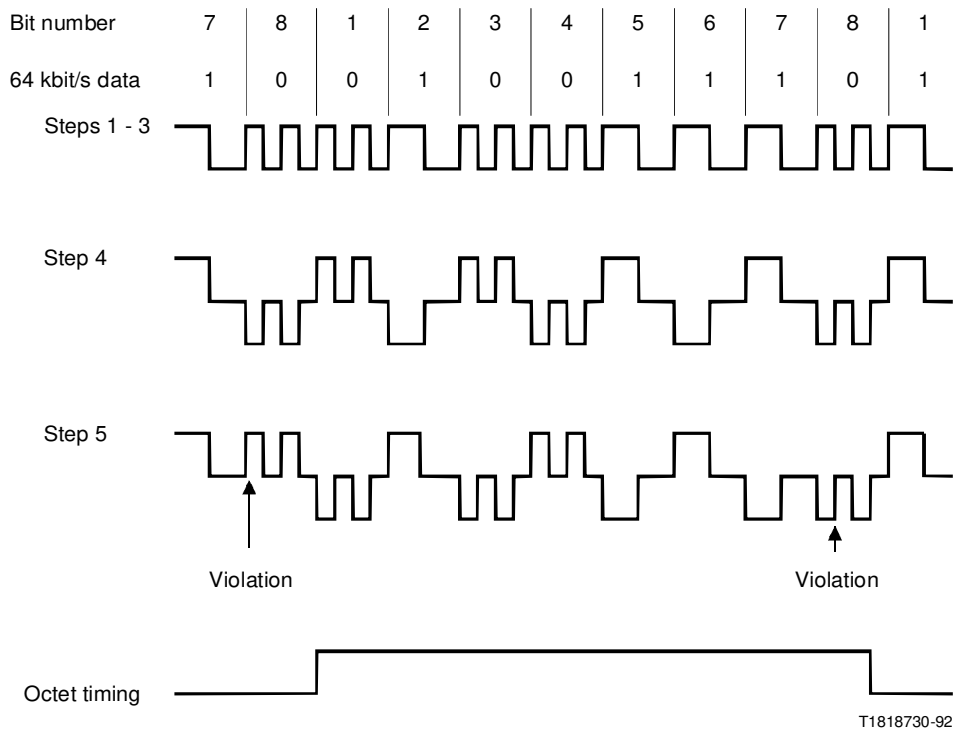 Bit number 7 8 1 2 3 4 5 6 7 8 1
64 kbit/s data 1 0 0 1 0 0 1 1 1 0 1
Steps 1 - 3
Step 4
Step 5
Violation Violation
Octet timing
T1818730-92